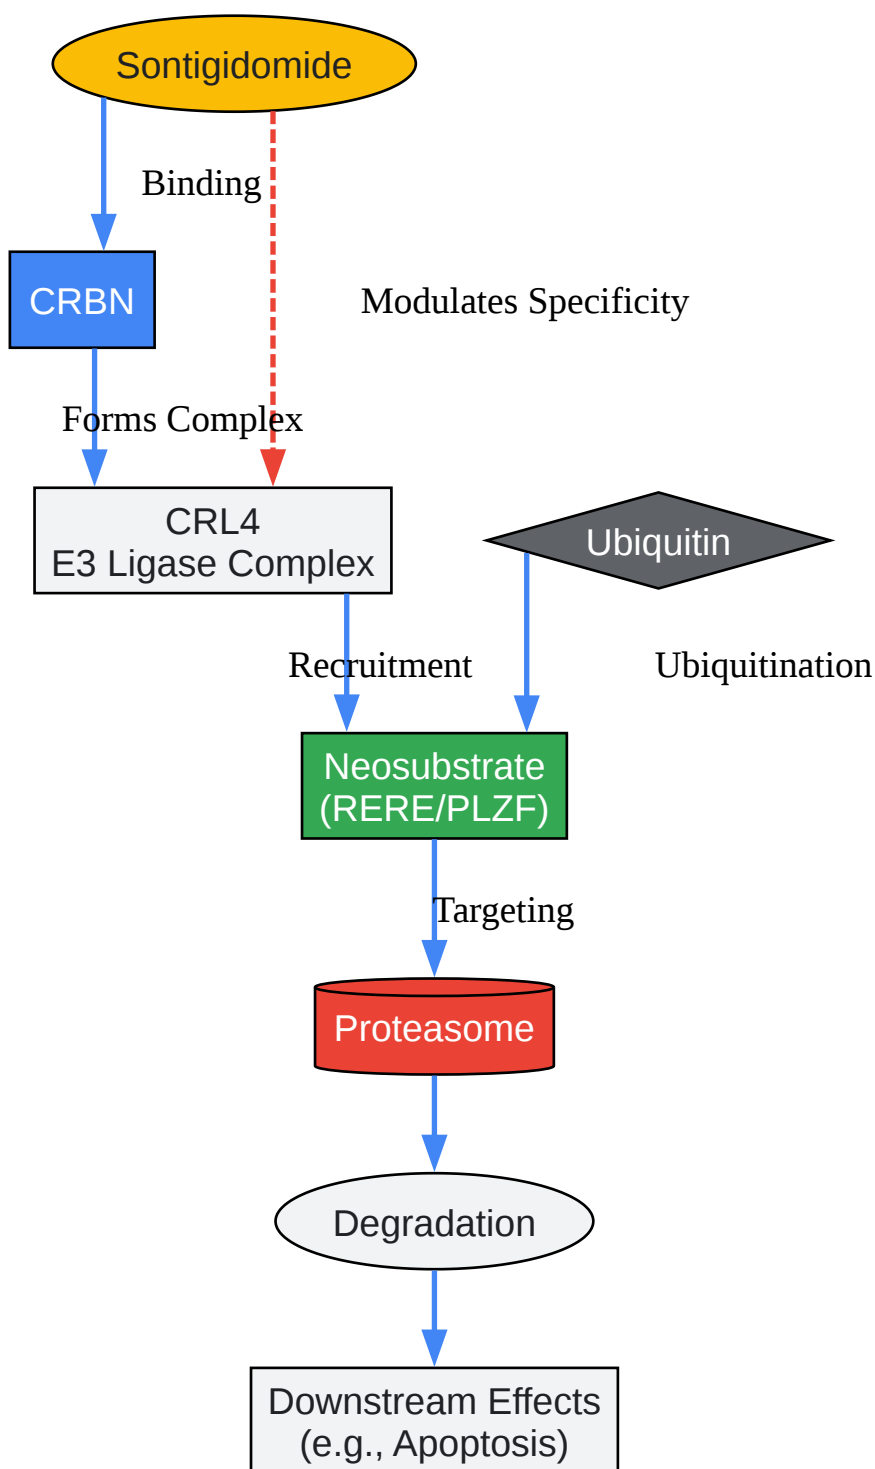 Sontigidomide
Binding
CRBN
Modulates Specificity
Forms Complex
CRL4
E3 Ligase Complex
Ubiquitin
Recruitment
Ubiquitination
Neosubstrate
(RERE/PLZF)
Targeting
Proteasome
Degradation
Downstream Effects
(e.g., Apoptosis)